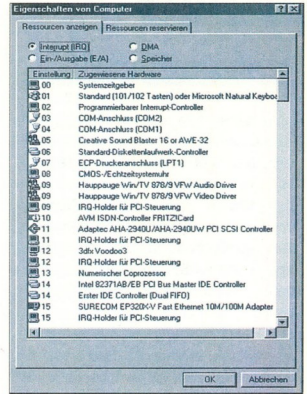 Eigenschaften von Computer
Ressourcen anzeigen Ressourcen reservieren
Interrupt (IRQ) DMA
Ein-/Ausgabe (E/A) Speicher
Einstellung Zugewiesene Hardware
00 Systemzeitgeber
01 Standard (101/102 Tasten) oder Microsoft Natural Keyboa
02 Programmierbarer Interrupt-Controller
03 COM-Anschluss (COM2)
04 COM-Anschluss (COM1)
05 Creative Sound Blaster 16 or AWE-32
06 Standard-Diskettenlaufwerk-Controller
07 ECP-Druckeranschluss (LPT1)
08 CMOS-/Echtzeitsystemuhr
09 Hauppauge Win/TV 878/9 VFW Audio Driver
09 Hauppauge Win/TV 878/9 VFW Video Driver
09 IRQ-Holder für PCI-Steuerung
10 AVM ISDN-Controller FRITZ!Card
11 Adaptec AHA-2940U/AHA-2940UW PCI SCSI Controller
11 IRQ-Holder für PCI-Steuerung
12 3dfx Voodoo3
12 IRQ-Holder für PCI-Steuerung
13 Numerischer Coprozessor
14 Intel 82371AB/EB PCI Bus Master IDE Controller
14 Erster IDE Controller (Dual FIFO)
15 SURECOM EP320X-V Fast Ethernet 10M/100M Adapter
15 IRQ-Holder für PCI-Steuerung
OK Abbrechen